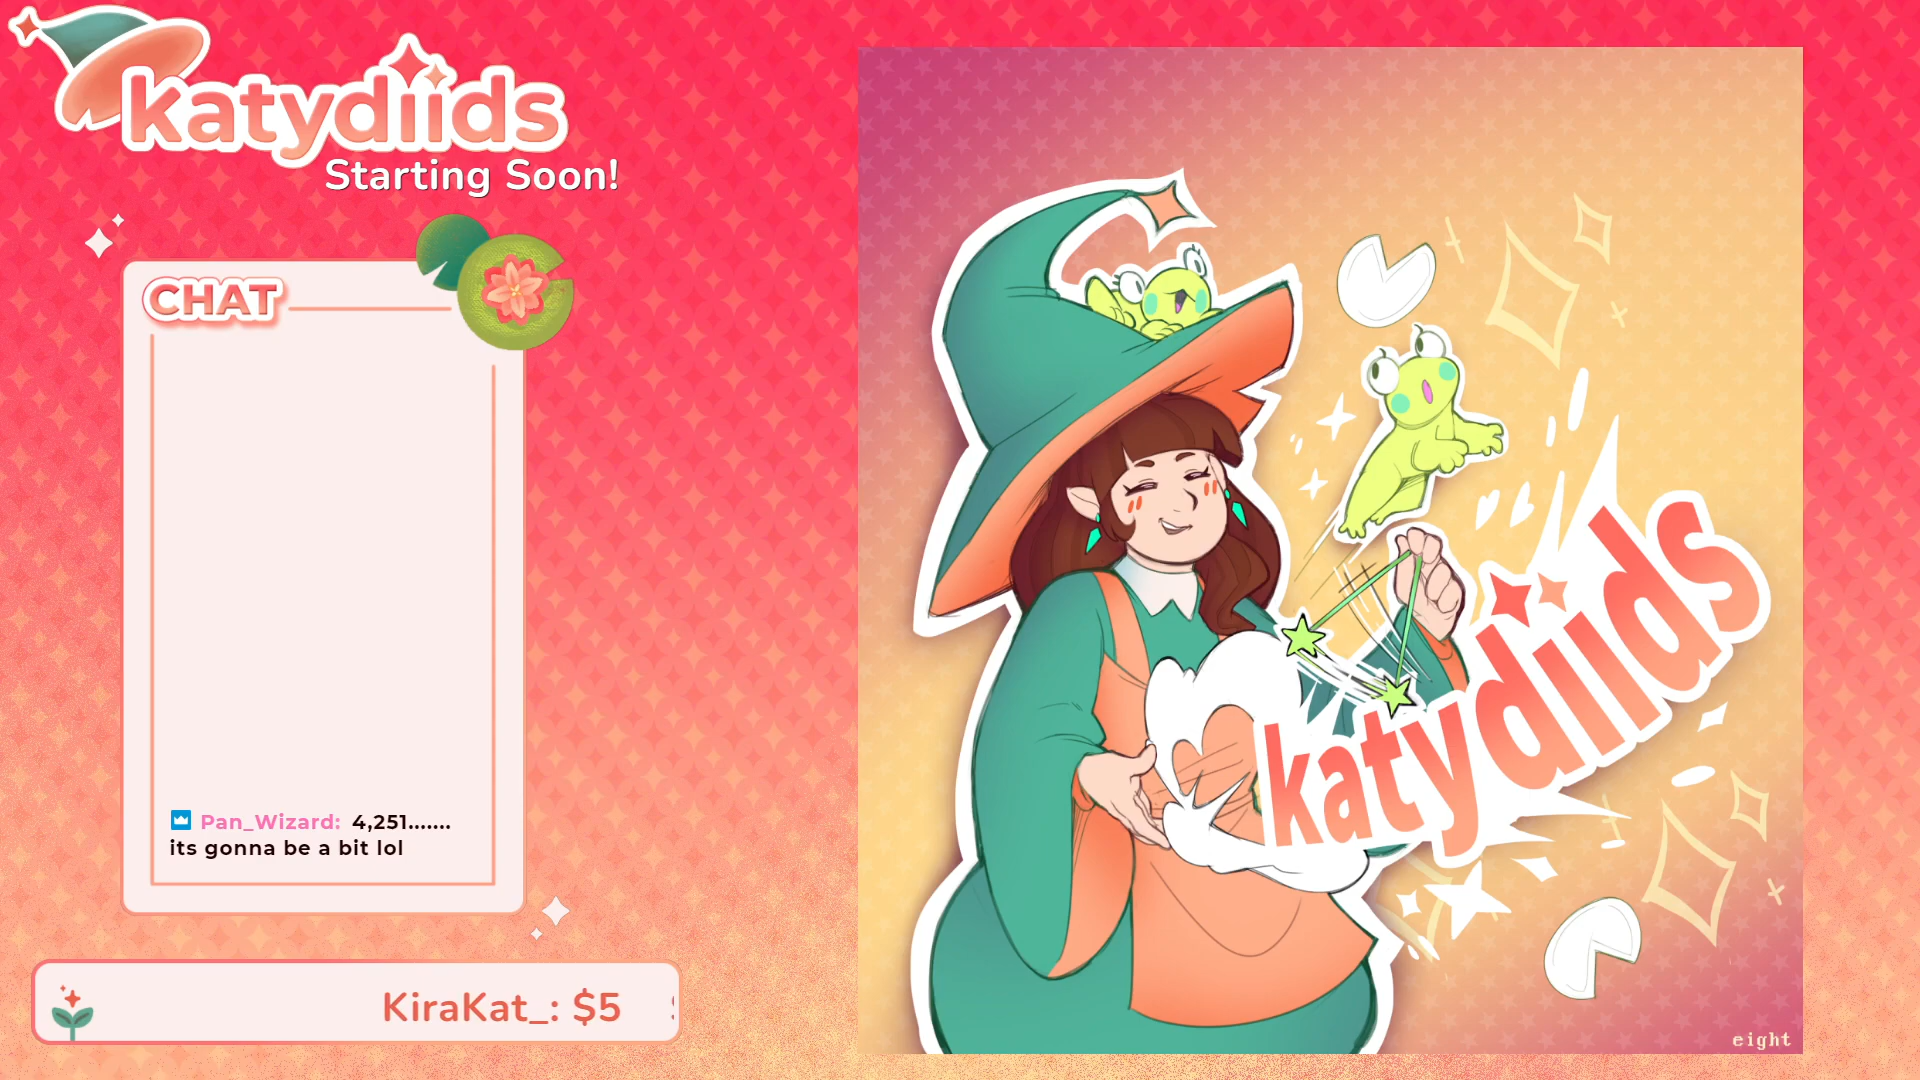 katydiids
Starting Soon!
CHAT
Pan_Wizard: 4,251.......
its gonna be a bit lol
KiraKat_: $5
katydiids
eight